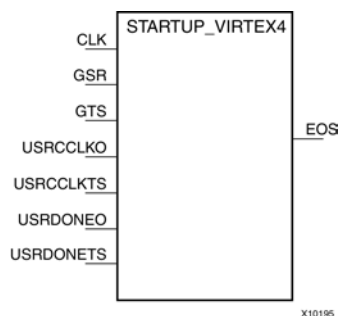 STARTUP_VIRTEX4
CLK
GSR
GTS
EOS
USRCCLKO
USRCCLKTS
USRDONEO
USRDONETS
X10195